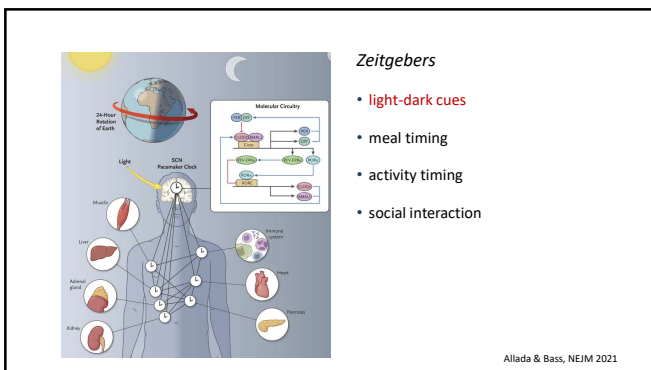 24-Hour
Rotation
of Earth
Molecular Circuitry
PER CRY
CLOCK BMAL1
E-box
PER
CRY
REV-ERBα
REV-ERBα
RORα
RORα
RORE
CLOCK
BMAL1
Light
SCN
Pacemaker Clock
Muscle
Liver
Adrenal
gland
Kidney
Immune
system
Heart
Pancreas
Zeitgebers
• light-dark cues
• meal timing
• activity timing
• social interaction
Allada & Bass, NEJM 2021